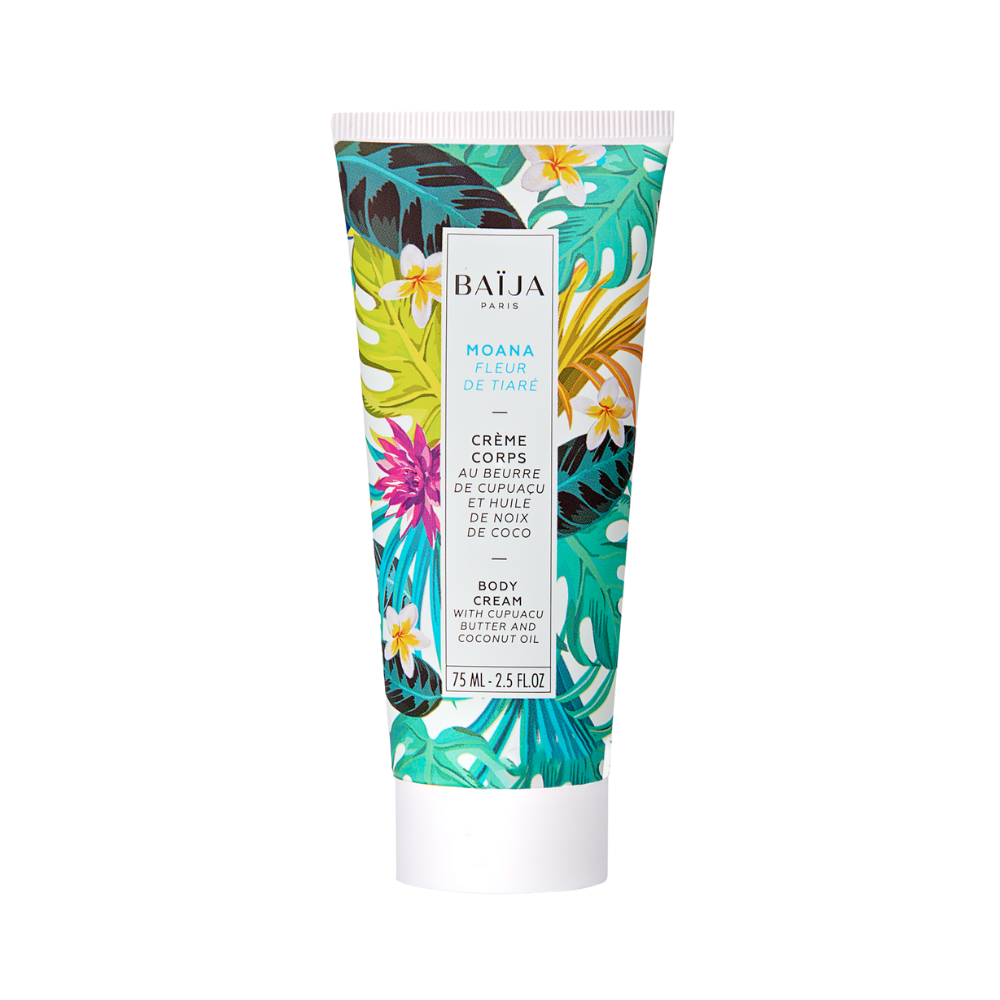 BAÏJA
PARIS
MOANA
FLEUR
DE TIARÉ
CRÈME
CORPS
AU BEURRE
DE CUPUAÇU
ET HUILE
DE NOIX
DE COCO
BODY
CREAM
WITH CUPUACU
BUTTER AND
COCONUT OIL
75 ML - 2.5 FL.OZ